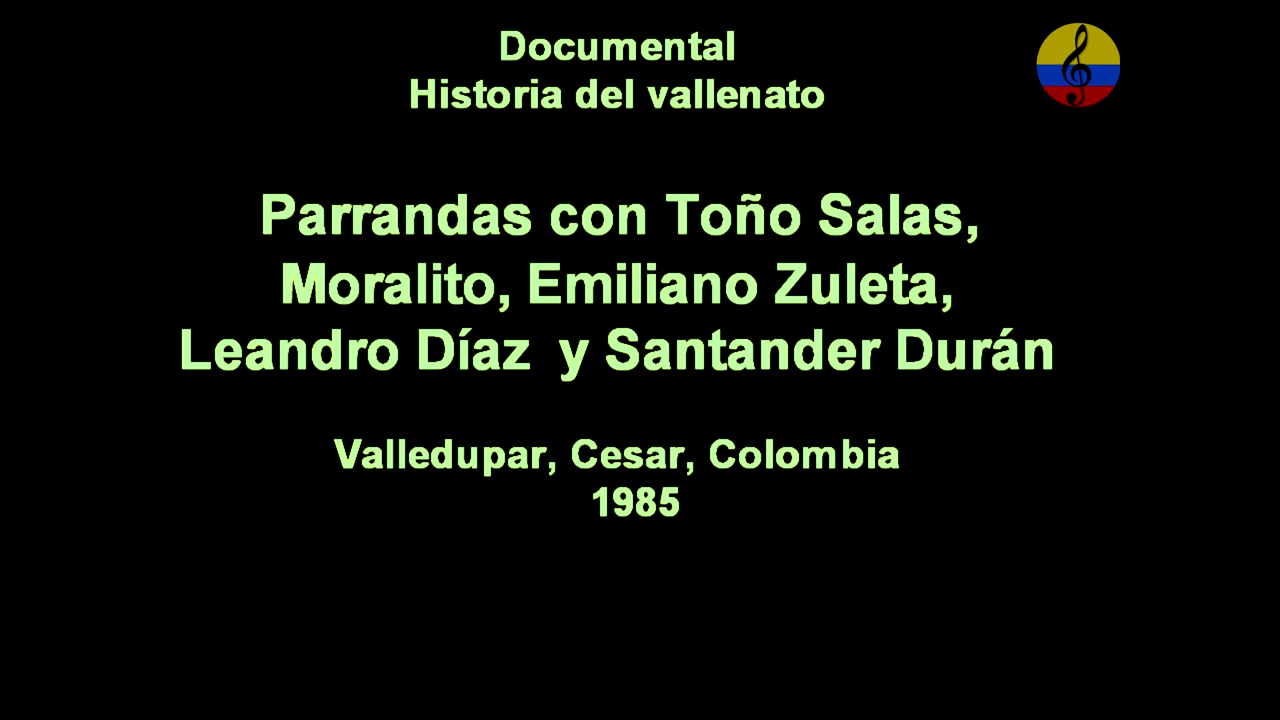 Documental
Historia del vallenato
Parrandas con Toño Salas,
Moralito, Emiliano Zuleta,
Leandro Díaz y Santander Durán
Valledupar, Cesar, Colombia
1985